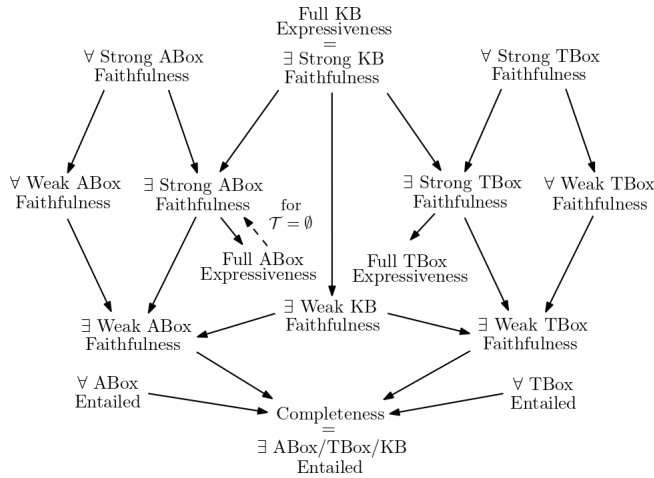 Full KB
Expressiveness
=
∃ Strong KB
Faithfulness
∀ Strong ABox
Faithfulness
∀ Strong TBox
Faithfulness
∀ Weak ABox
Faithfulness
∃ Strong ABox
Faithfulness
for
𝒯 = ∅
∃ Strong TBox
Faithfulness
∀ Weak TBox
Faithfulness
Full ABox
Expressiveness
Full TBox
Expressiveness
∃ Weak ABox
Faithfulness
∃ Weak KB
Faithfulness
∃ Weak TBox
Faithfulness
∀ ABox
Entailed
∀ TBox
Entailed
Completeness
=
∃ ABox/TBox/KB
Entailed